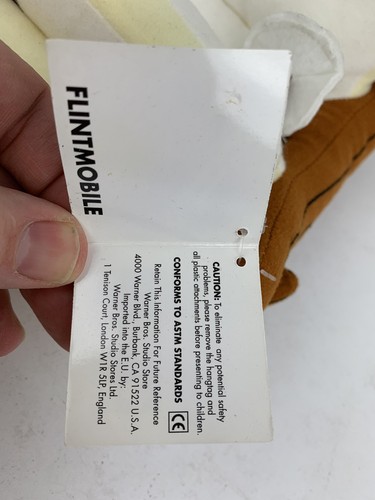 FLINTMOBILE
CAUTION: To eliminate any potential safety
problems, please remove the hangtag and
all plastic attachments before presenting to children.
CONFORMS TO ASTM STANDARDS CE
Retain This Information For Future Reference
Warner Bros. Studio Store
4000 Warner Blvd., Burbank, CA 91522 U.S.A.
Imported into the E.U. by:
Warner Bros. Studio Stores Ltd.
1 Tenison Court, London W1R 5LP, England